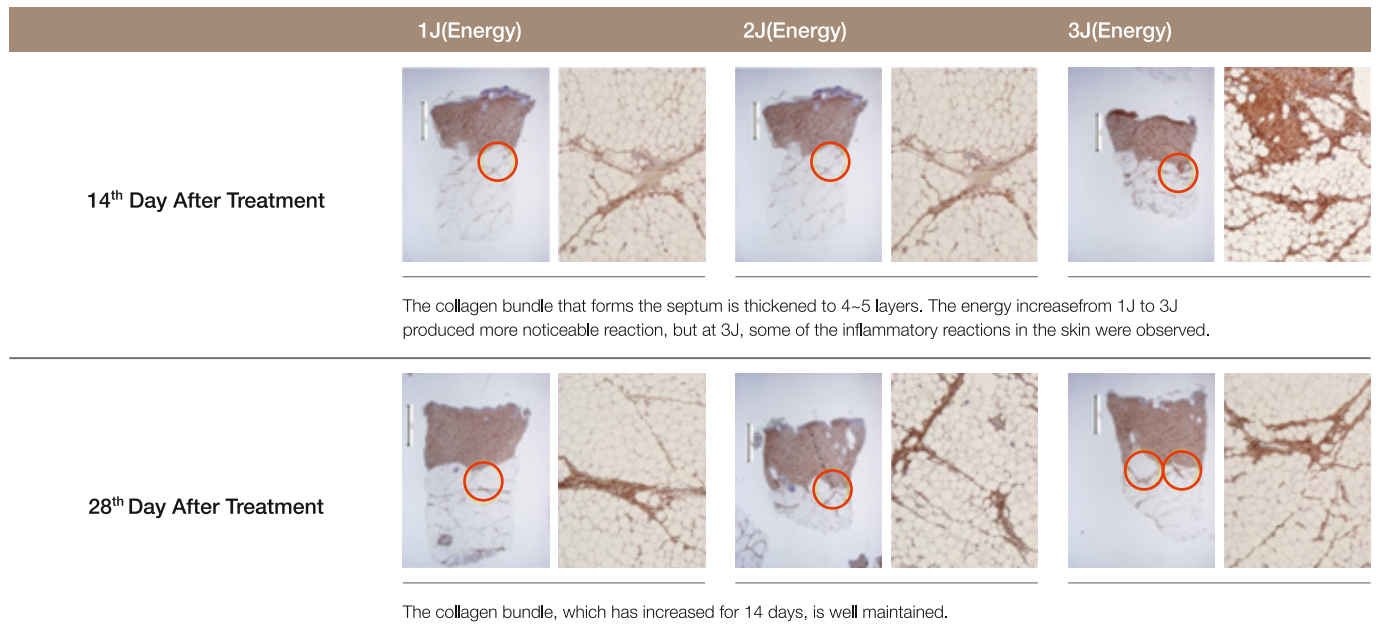 1J(Energy) 2J(Energy) 3J(Energy)
14th Day After Treatment
The collagen bundle that forms the septum is thickened to 4~5 layers. The energy increasefrom 1J to 3J
produced more noticeable reaction, but at 3J, some of the inflammatory reactions in the skin were observed.
28th Day After Treatment
The collagen bundle, which has increased for 14 days, is well maintained.